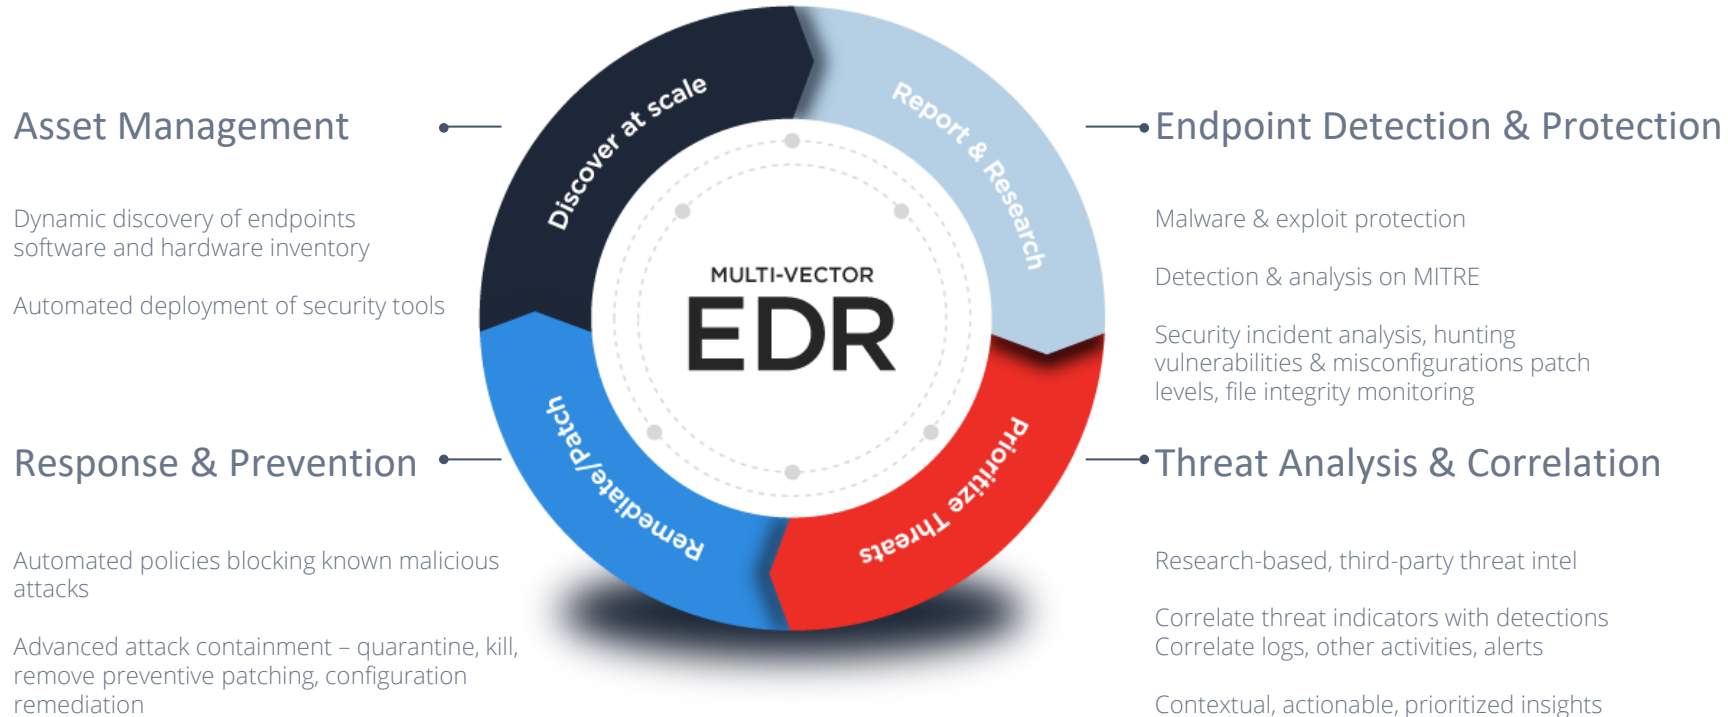 Asset Management
Dynamic discovery of endpoints
software and hardware inventory
Automated deployment of security tools
Discover at scale
Report & Research
Endpoint Detection & Protection
Malware & exploit protection
Detection & analysis on MITRE
Security incident analysis, hunting
vulnerabilities & misconfigurations patch
levels, file integrity monitoring
MULTI-VECTOR
EDR
Response & Prevention
Automated policies blocking known malicious
attacks
Advanced attack containment – quarantine, kill,
remove preventive patching, configuration
remediation
Remediate/Patch
Prioritize Threats
Threat Analysis & Correlation
Research-based, third-party threat intel
Correlate threat indicators with detections
Correlate logs, other activities, alerts
Contextual, actionable, prioritized insights